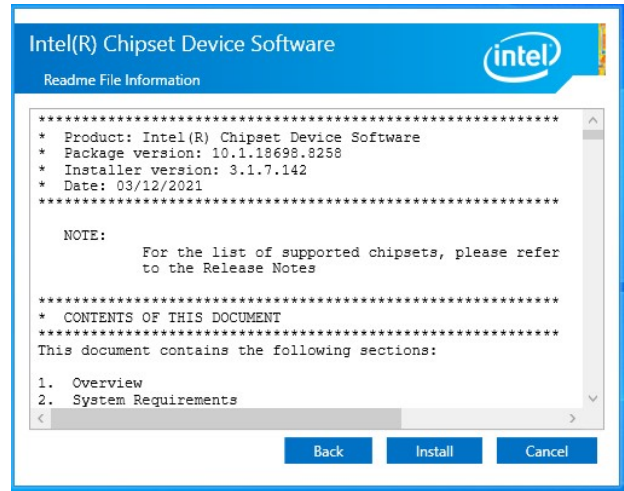 Intel(R) Chipset Device Software
intel
Readme File Information
************************************************************
*  Product: Intel(R) Chipset Device Software
*  Package version: 10.1.18698.8258
*  Installer version: 3.1.7.142
*  Date: 03/12/2021
************************************************************
NOTE:
For the list of supported chipsets, please refer
to the Release Notes
************************************************************
*  CONTENTS OF THIS DOCUMENT
************************************************************
This document contains the following sections:
1.  Overview
2.  System Requirements
Back Install Cancel